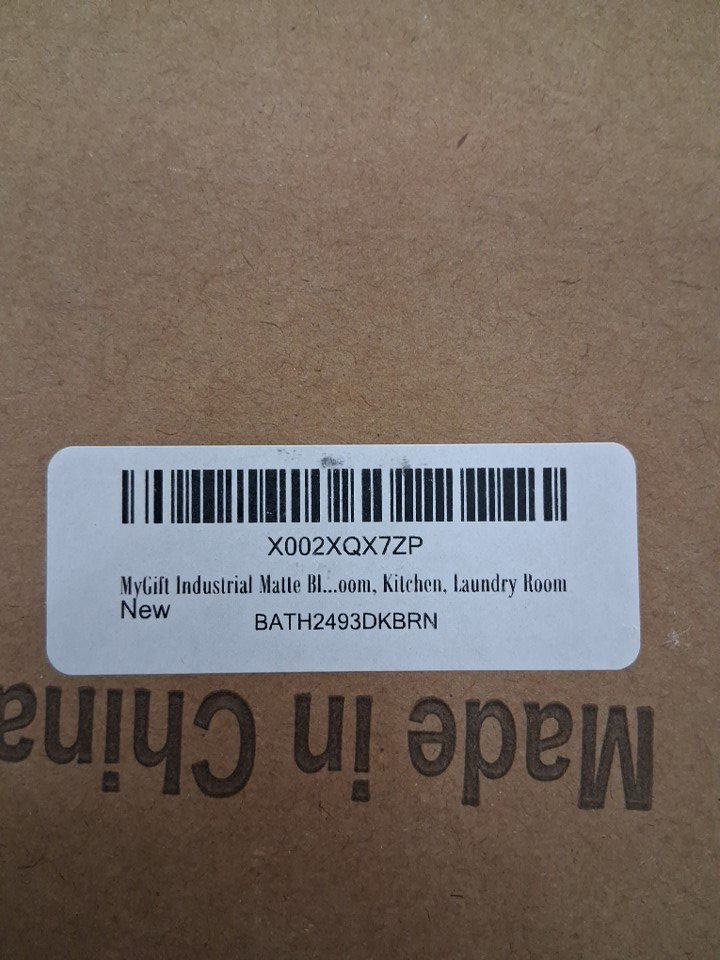 X002XQX7ZP
MyGift Industrial Matte Bl...oom, Kitchen, Laundry Room
New
BATH2493DKBRN
Made in China